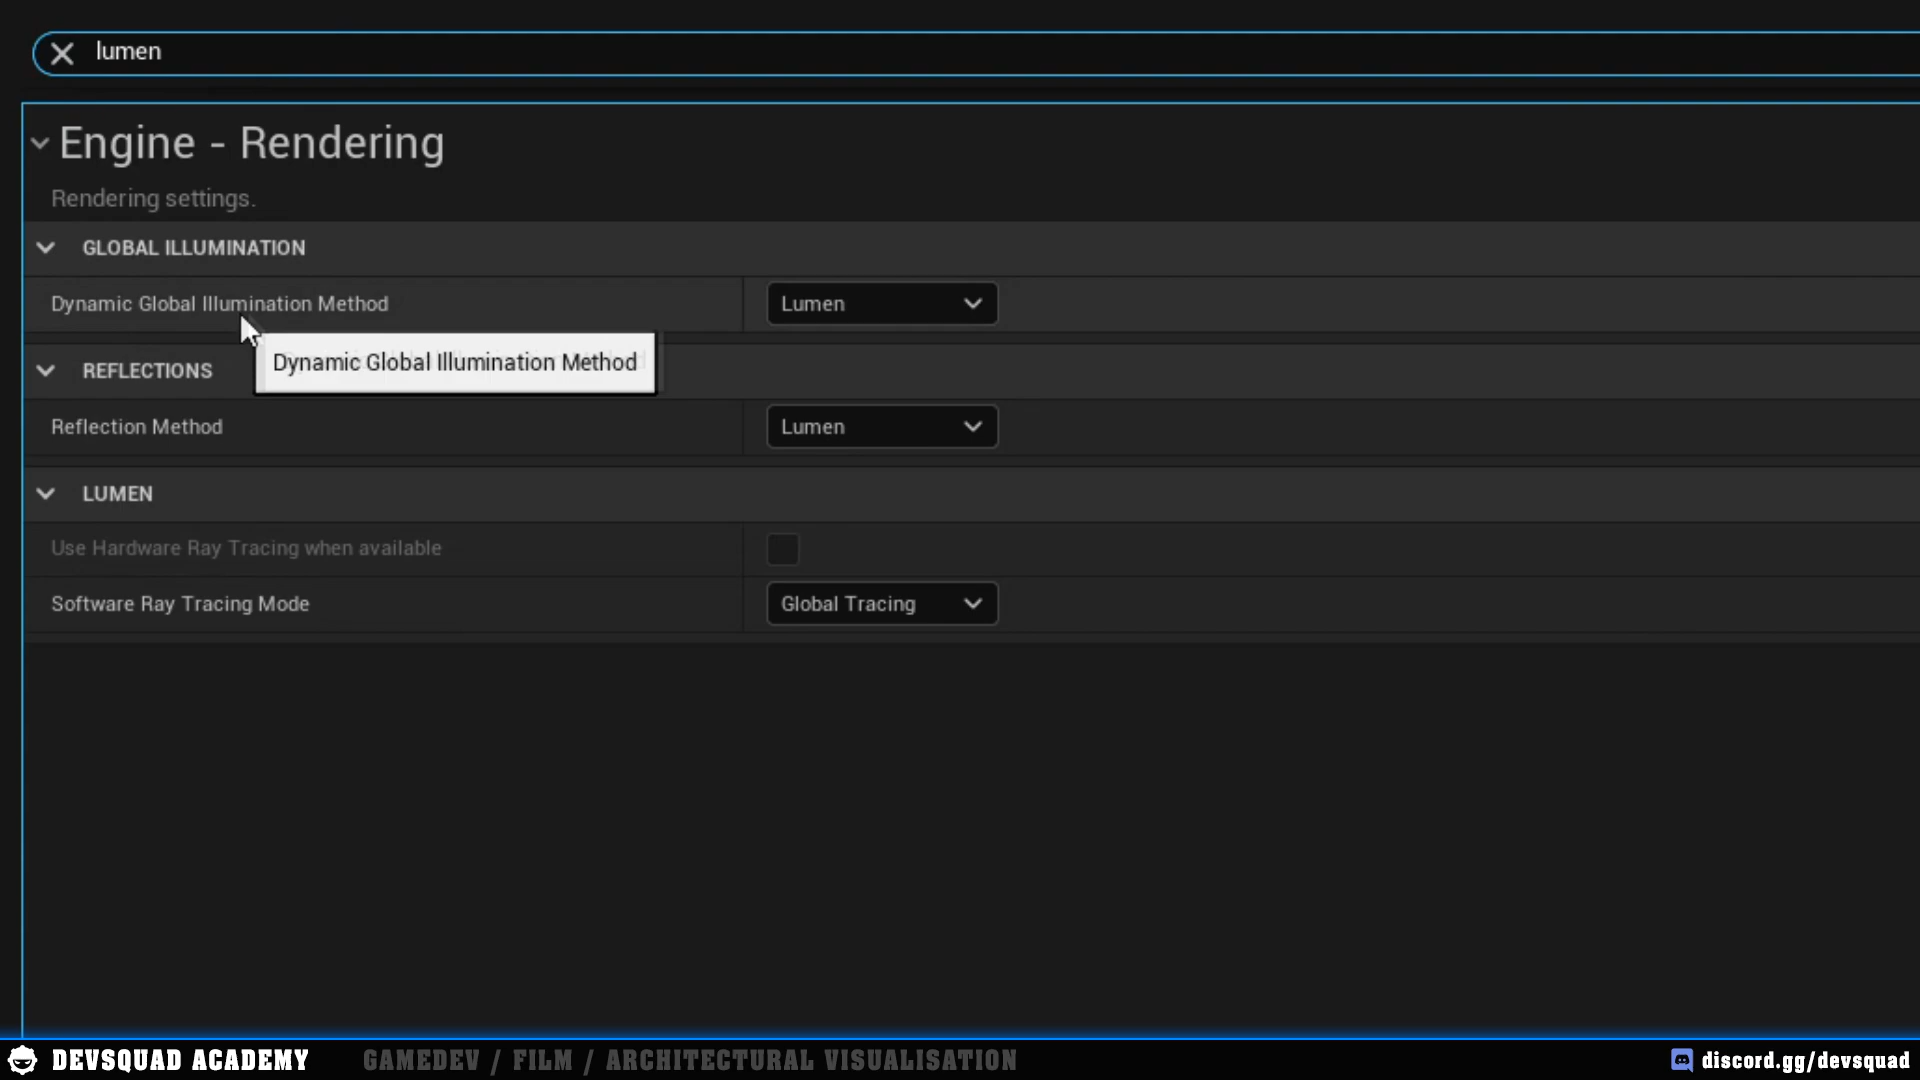 lumen
Engine - Rendering
Rendering settings.
GLOBAL ILLUMINATION
Dynamic Global Illumination Method
Lumen
Dynamic Global Illumination Method
REFLECTIONS
Reflection Method
Lumen
LUMEN
Use Hardware Ray Tracing when available
Software Ray Tracing Mode
Global Tracing
DEVSQUAD ACADEMY
GAMEDEV / FILM / ARCHITECTURAL VISUALISATION
discord.gg/devsquad